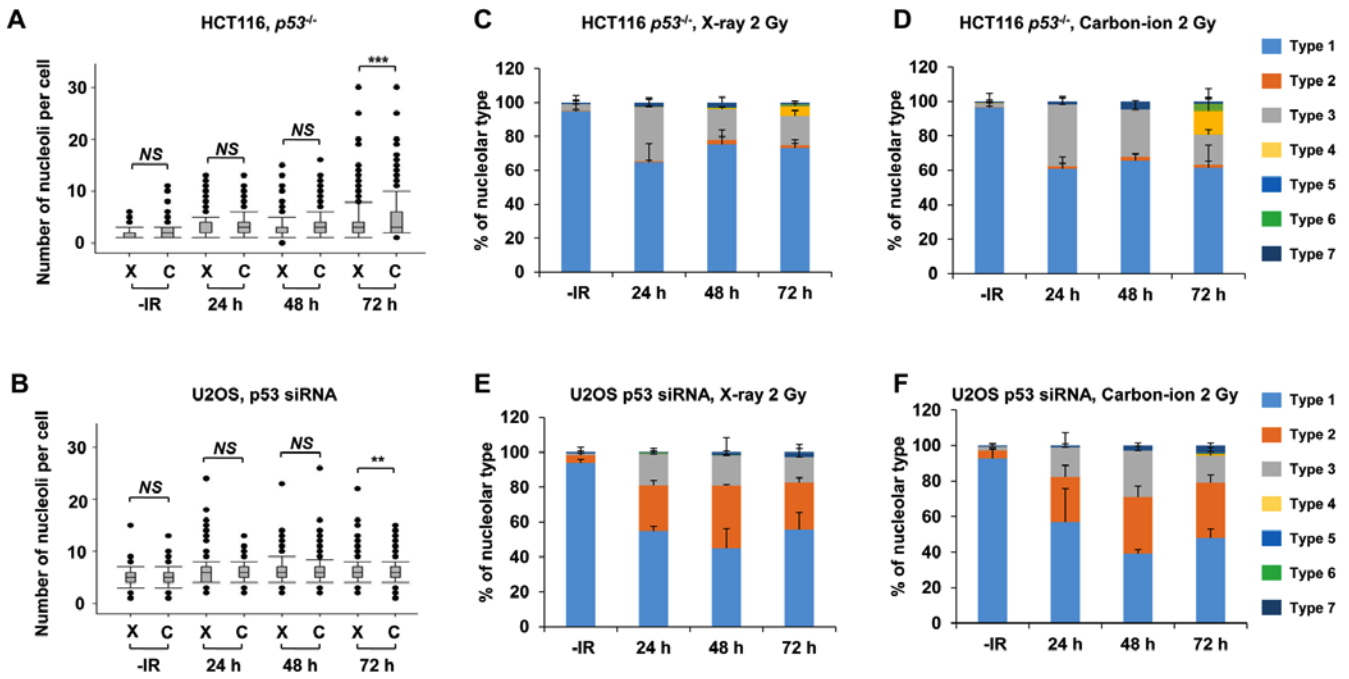 A
HCT116, p53-/-
Number of nucleoli per cell
30
20
10
0
NS
NS
NS
***
X C X C X C X C
-IR 24 h 48 h 72 h
C
HCT116 p53-/-, X-ray 2 Gy
% of nucleolar type
120
100
80
60
40
20
0
-IR 24 h 48 h 72 h
D
HCT116 p53-/-, Carbon-ion 2 Gy
% of nucleolar type
120
100
80
60
40
20
0
-IR 24 h 48 h 72 h
Type 1
Type 2
Type 3
Type 4
Type 5
Type 6
Type 7
B
U2OS, p53 siRNA
Number of nucleoli per cell
30
20
10
0
NS
NS
NS
**
X C X C X C X C
-IR 24 h 48 h 72 h
E
U2OS p53 siRNA, X-ray 2 Gy
% of nucleolar type
120
100
80
60
40
20
0
-IR 24 h 48 h 72 h
F
U2OS p53 siRNA, Carbon-ion 2 Gy
% of nucleolar type
120
100
80
60
40
20
0
-IR 24 h 48 h 72 h
Type 1
Type 2
Type 3
Type 4
Type 5
Type 6
Type 7